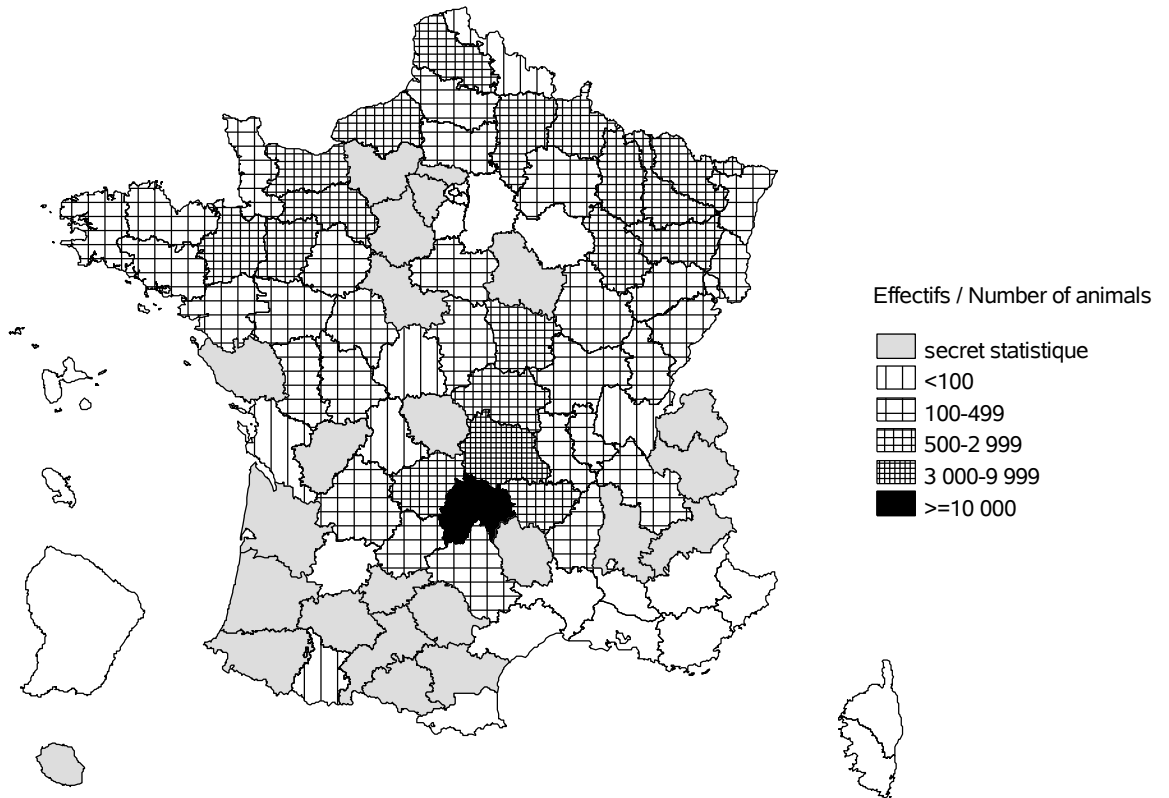 Effectifs / Number of animals
secret statistique
<100
100-499
500-2 999
3 000-9 999
>=10 000